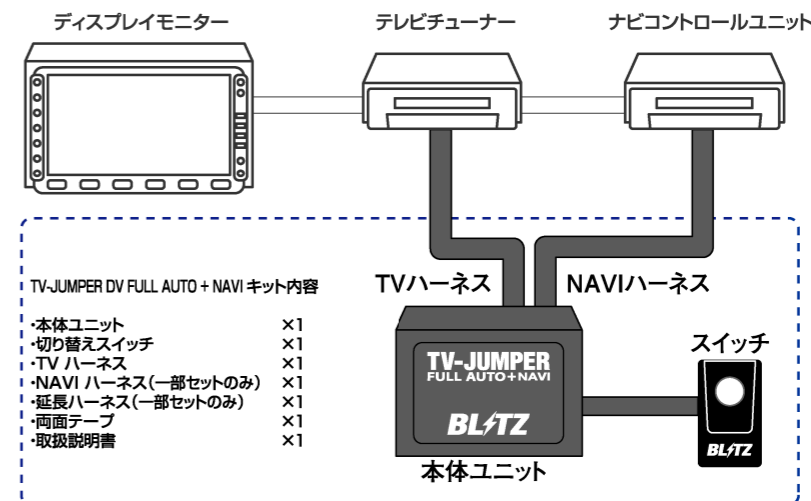 ディスプレイモニター
テレビチューナー
ナビコントロールユニット
TVハーネス
NAVIハーネス
TV-JUMPER DV FULL AUTO + NAVI キット内容
・本体ユニット ×1
・切り替えスイッチ ×1
・TV ハーネス ×1
・NAVI ハーネス(一部セットのみ) ×1
・延長ハーネス(一部セットのみ) ×1
・両面テープ ×1
・取扱説明書 ×1
TV-JUMPER
FULL AUTO+NAVI
BLITZ
本体ユニット
スイッチ
BLITZ